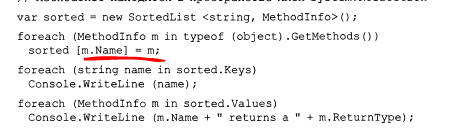 var sorted = new SortedList <string, MethodInfo>();
foreach (MethodInfo m in typeof (object).GetMethods())
sorted [m.Name] = m;
foreach (string name in sorted.Keys)
Console.WriteLine (name);
foreach (MethodInfo m in sorted.Values)
Console.WriteLine (m.Name + " returns a " + m.ReturnType);